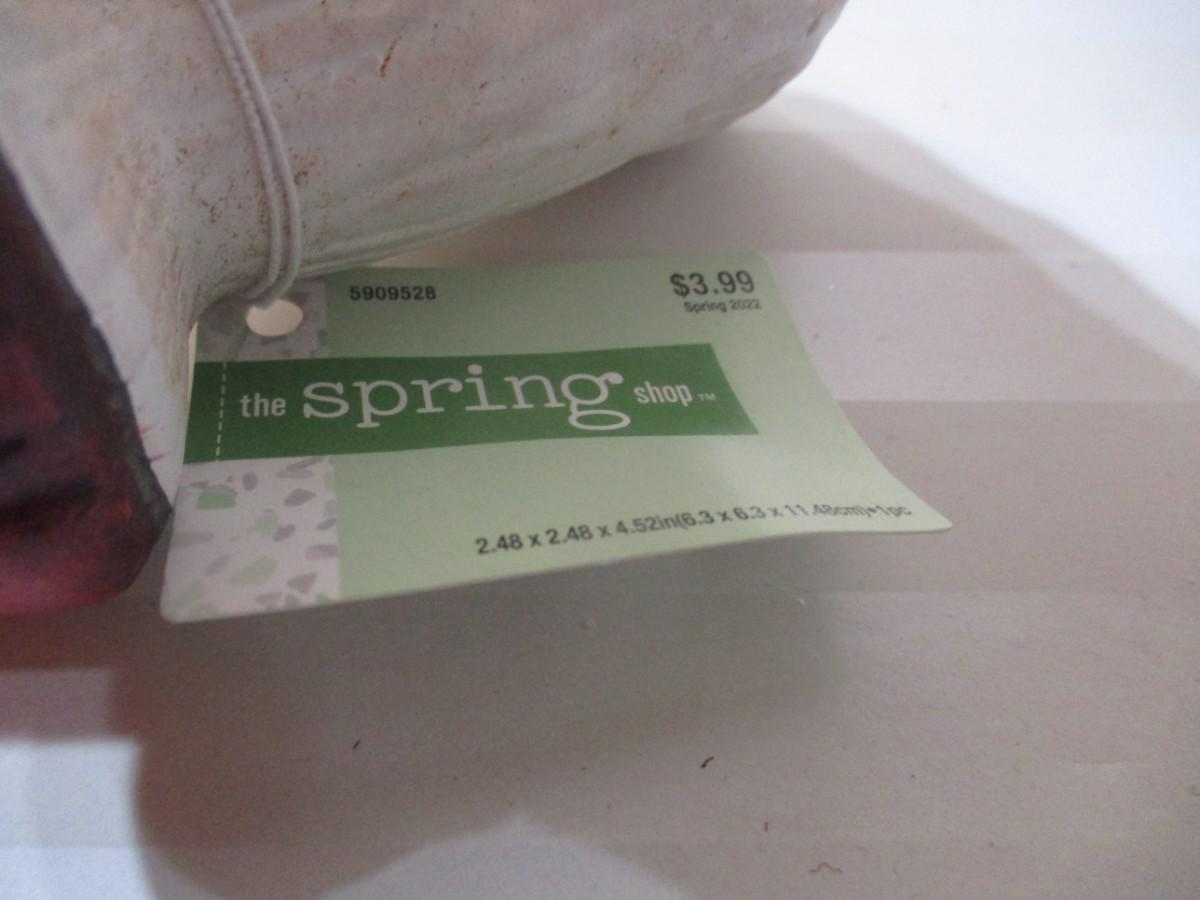 5909528
$3.99
Spring 2022
the spring shop™
2.48 x 2.48 x 4.52in(6.3 x 6.3 x 11.48cm)•1pc